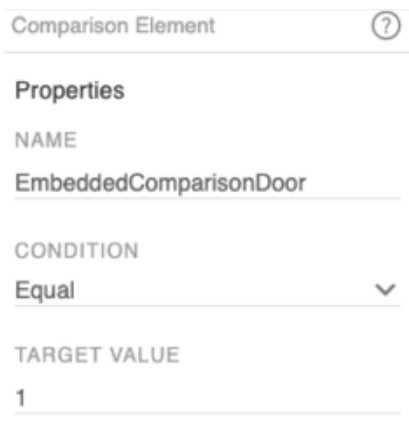 Comparison Element ?
Properties
NAME
EmbeddedComparisonDoor
CONDITION
Equal
TARGET VALUE
1